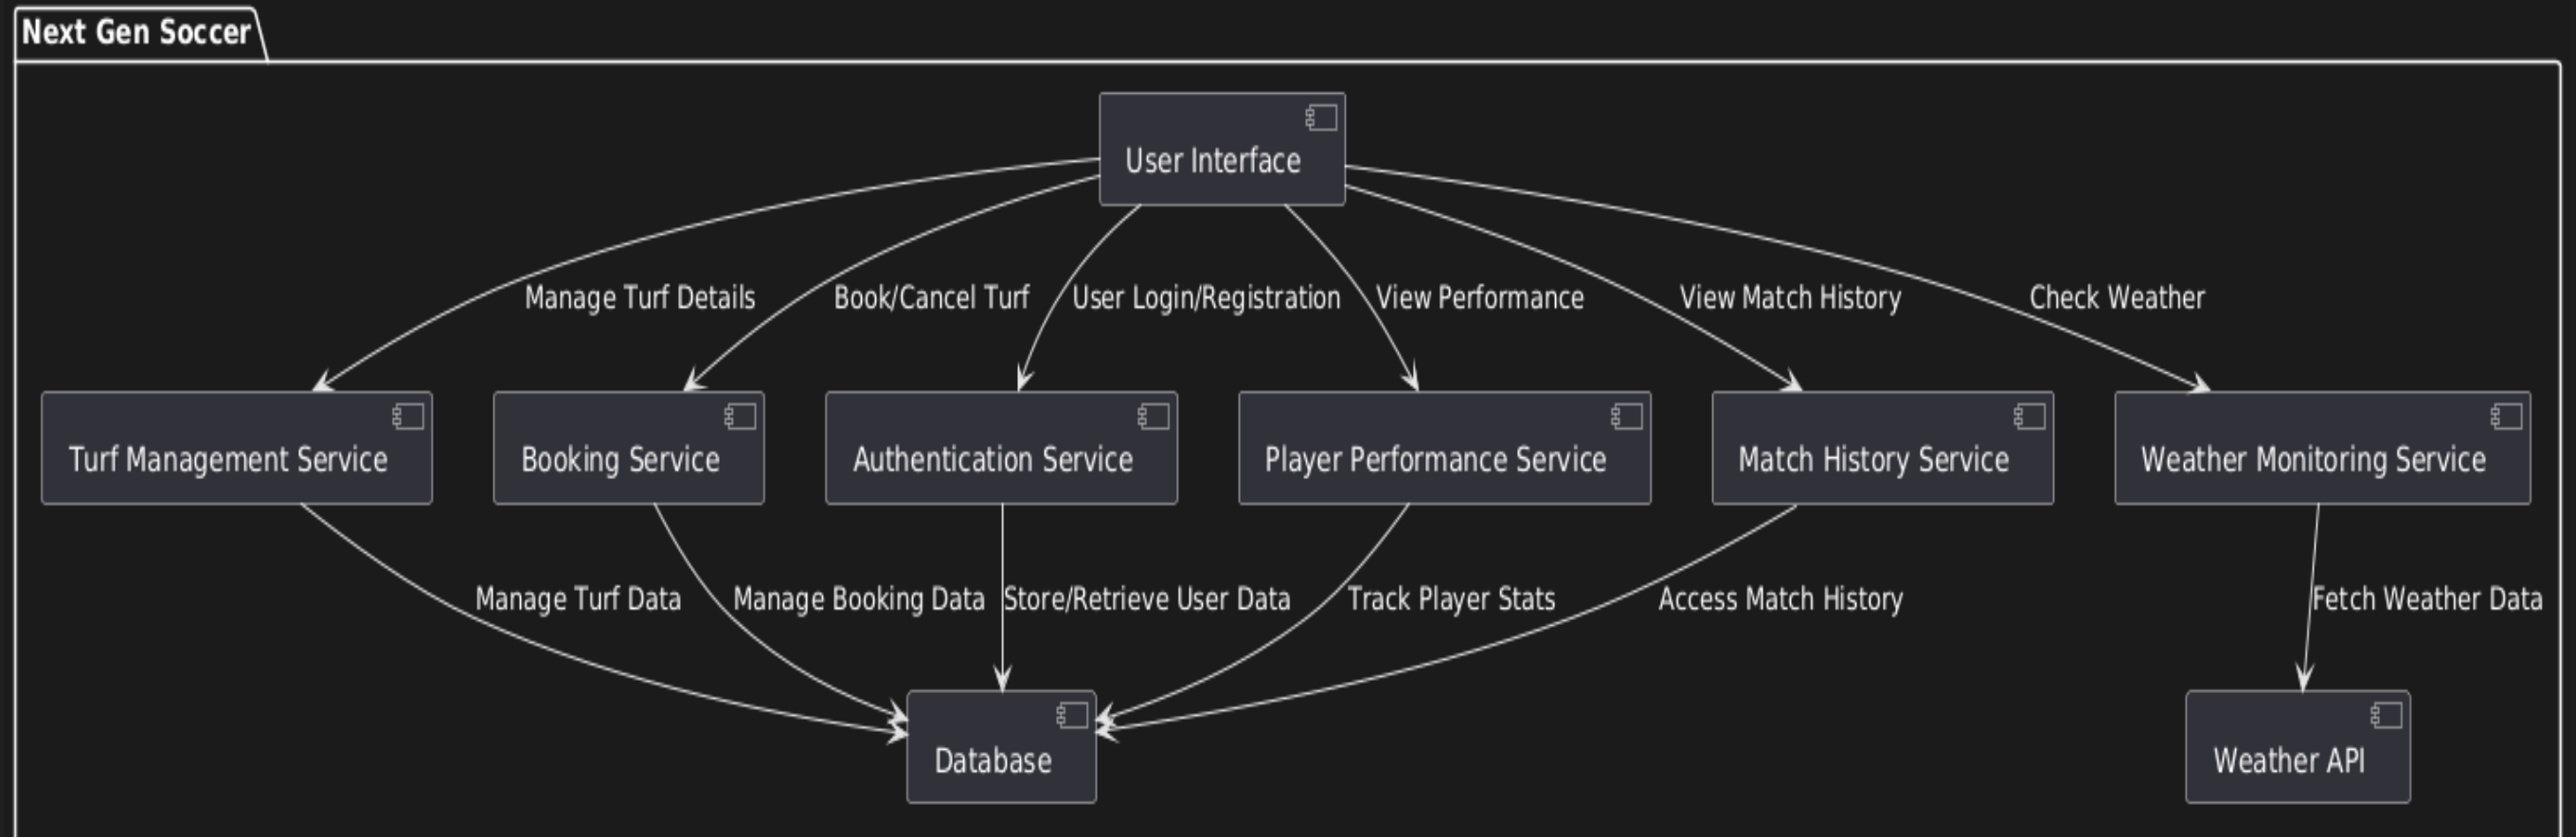 Next Gen Soccer
User Interface
Manage Turf Details
Book/Cancel Turf
User Login/Registration
View Performance
View Match History
Check Weather
Turf Management Service
Booking Service
Authentication Service
Player Performance Service
Match History Service
Weather Monitoring Service
Manage Turf Data
Manage Booking Data
Store/Retrieve User Data
Track Player Stats
Access Match History
Fetch Weather Data
Database
Weather API